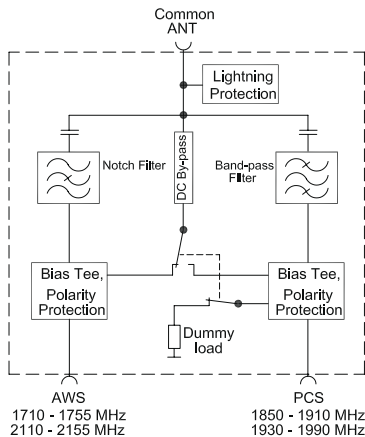 Common
ANT
Lightning
Protection
Notch Filter
DC By-pass
Band-pass
Filter
Bias Tee,
Polarity
Protection
Bias Tee,
Polarity
Protection
Dummy
load
AWS
1710 - 1755 MHz
2110 - 2155 MHz
PCS
1850 - 1910 MHz
1930 - 1990 MHz